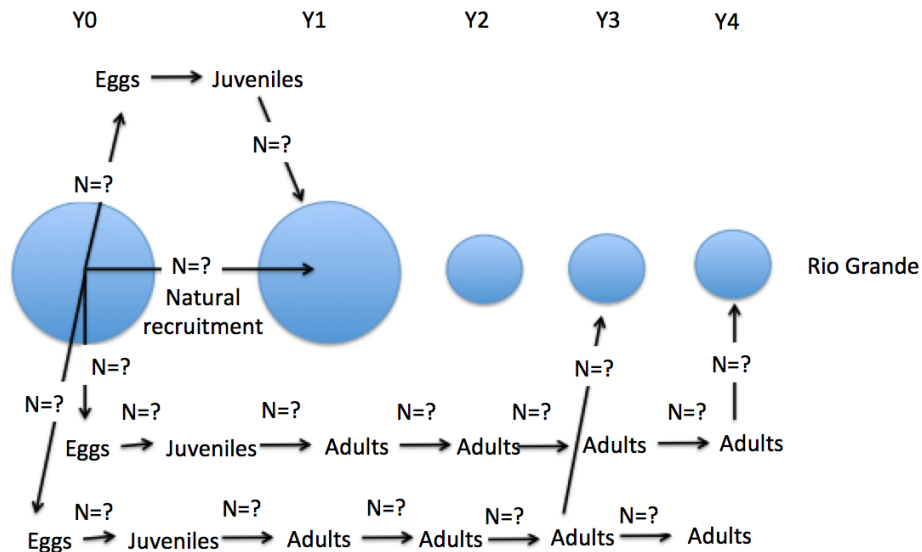 Y0 Y1 Y2 Y3 Y4
Eggs Juveniles
N=?
N=?
N=? Rio Grande
Natural
recruitment
N=? N=? N=?
N=? N=? N=? N=? N=? N=?
Eggs Juveniles Adults Adults Adults Adults
N=? N=? N=? N=? N=?
Eggs Juveniles Adults Adults Adults Adults